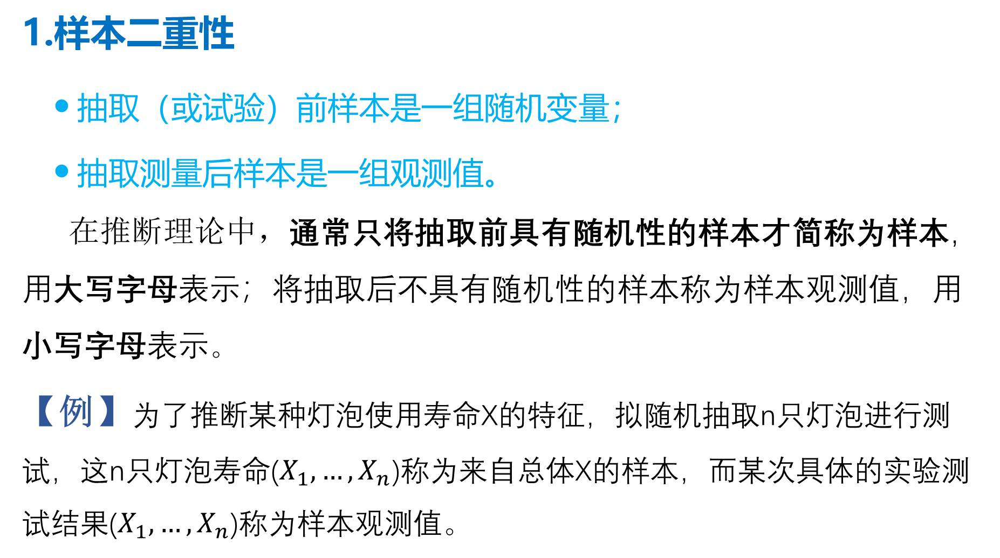 1.样本二重性
• 抽取（或试验）前样本是一组随机变量；
• 抽取测量后样本是一组观测值。
在推断理论中，通常只将抽取前具有随机性的样本才简称为样本，
用大写字母表示；将抽取后不具有随机性的样本称为样本观测值，用
小写字母表示。
【例】为了推断某种灯泡使用寿命X的特征，拟随机抽取n只灯泡进行测
试，这n只灯泡寿命(X₁, …, Xₙ)称为来自总体X的样本，而某次具体的实验测
试结果(X₁, …, Xₙ)称为样本观测值。